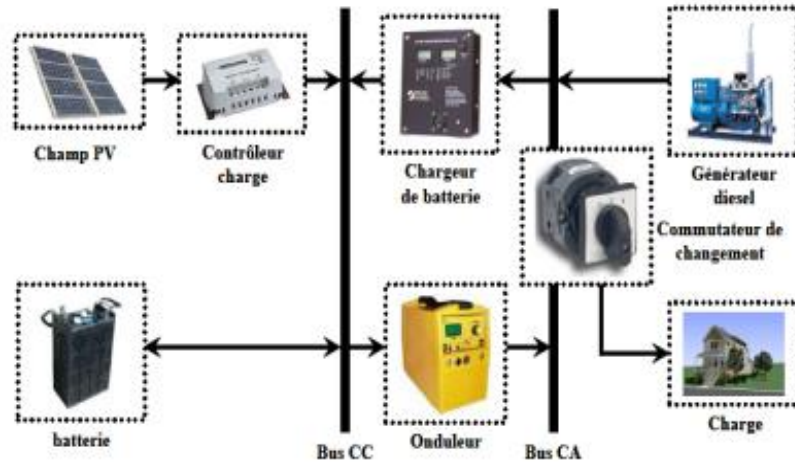 Champ PV
Contrôleur
charge
Chargeur
de batterie
Générateur
diesel
Commutateur de
changement
batterie
Bus CC
Onduleur
Bus CA
Charge